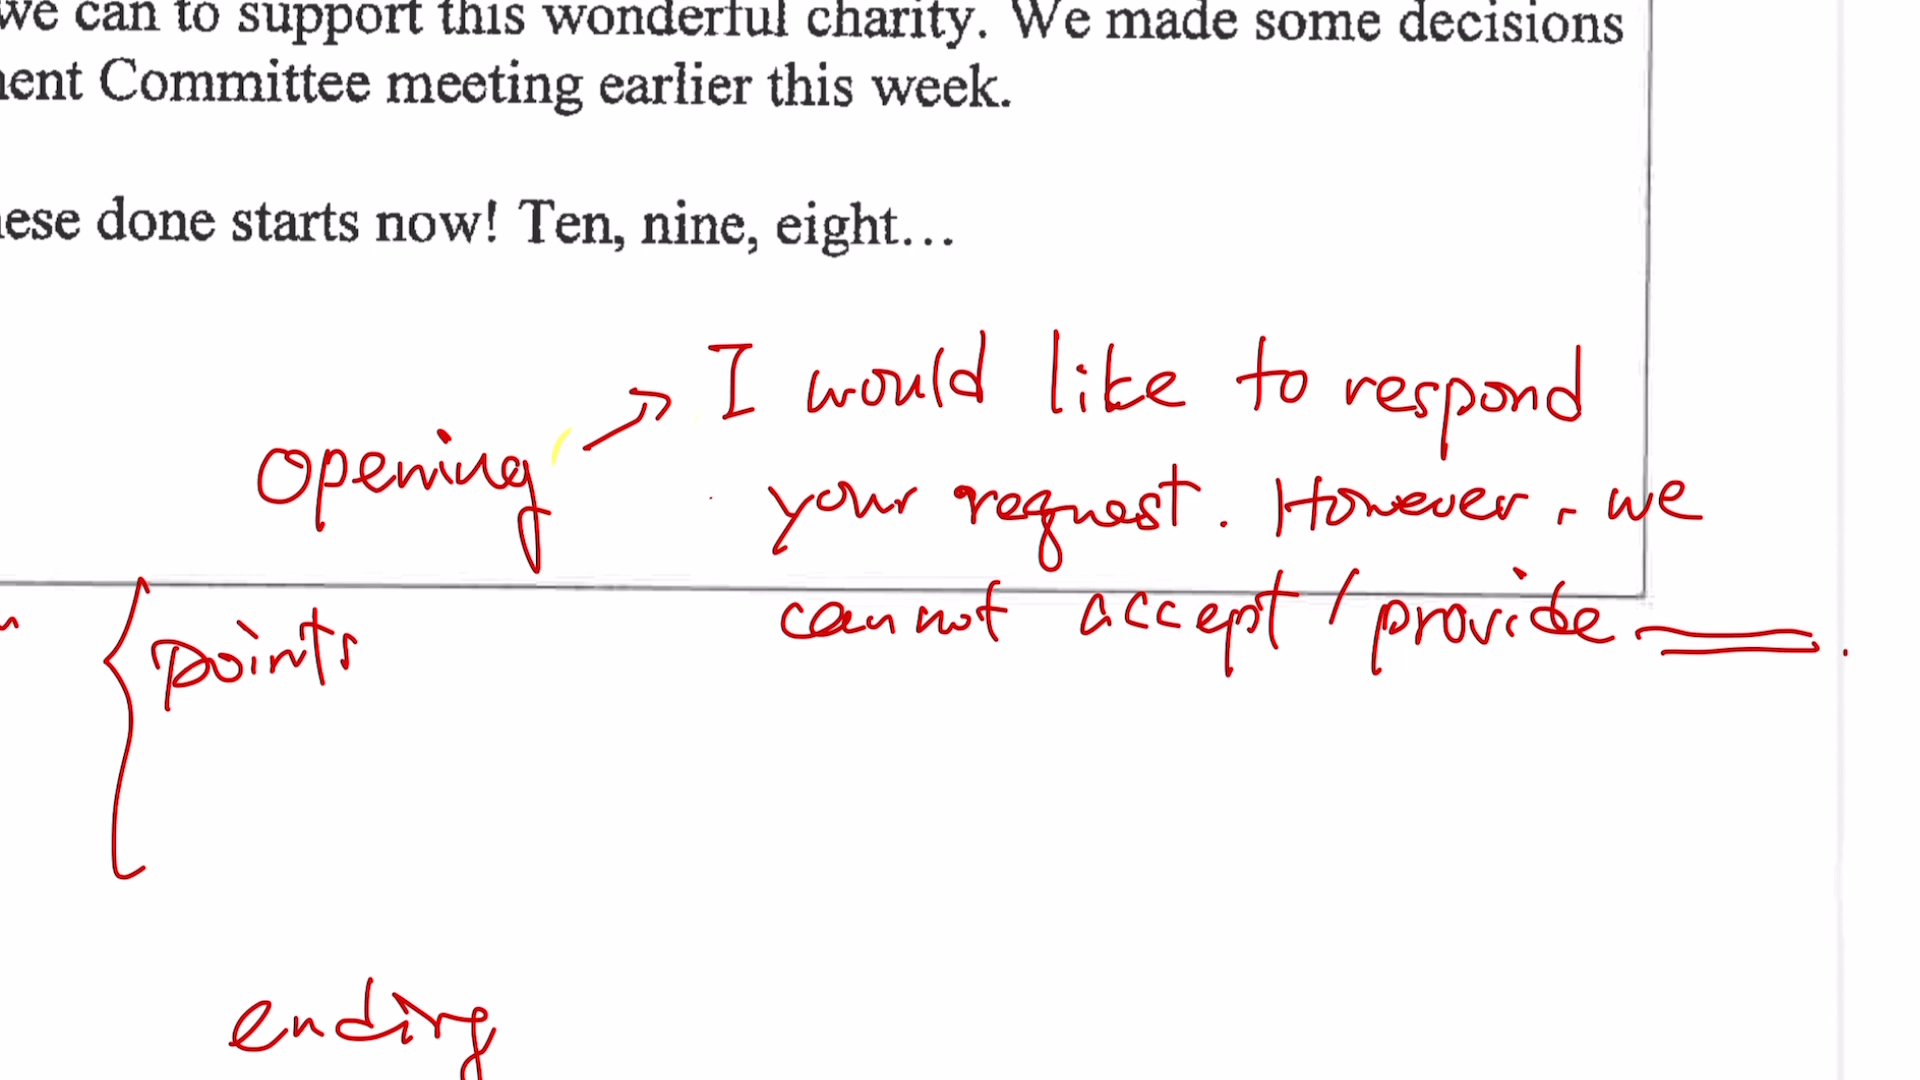 we can to support this wonderful charity. We made some decisions
ent Committee meeting earlier this week.
ese done starts now! Ten, nine, eight...
I would like to respond
opening
your request. However, we
cannot accept / provide
points
ending